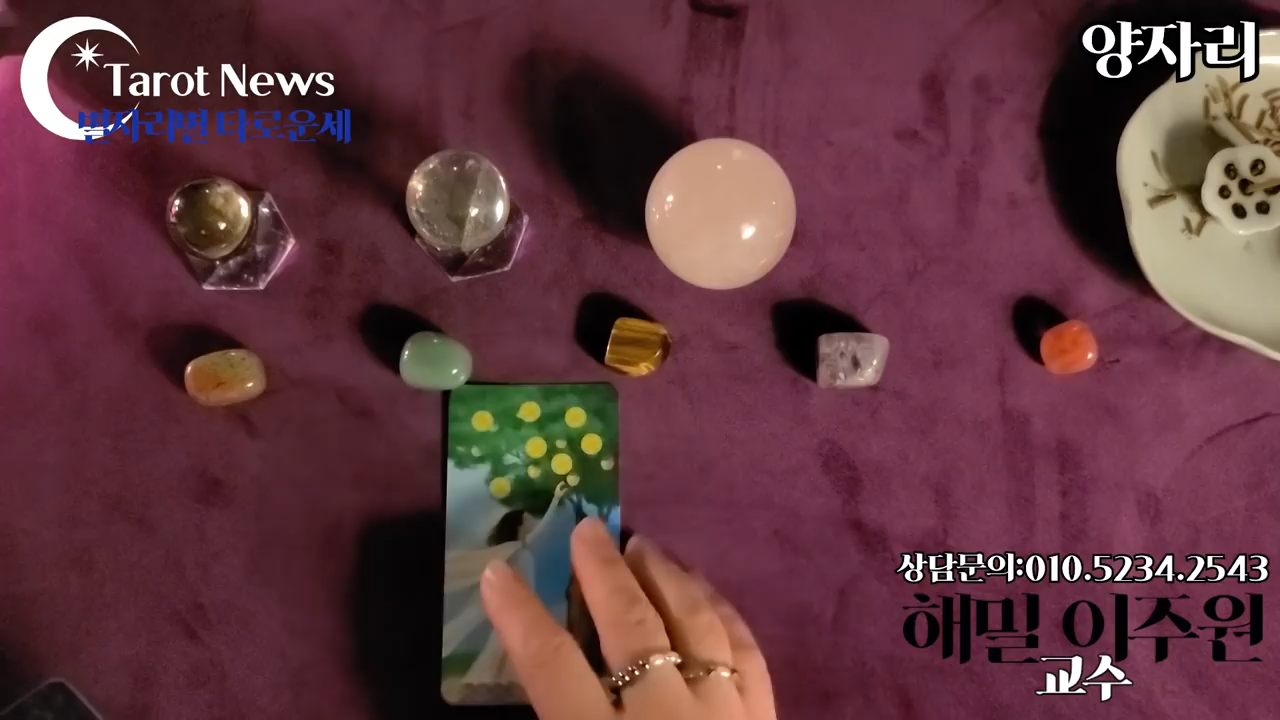 Tarot News
별자리별 타로운세
양자리
상담문의:010.5234.2543
해밀 이주원
교수